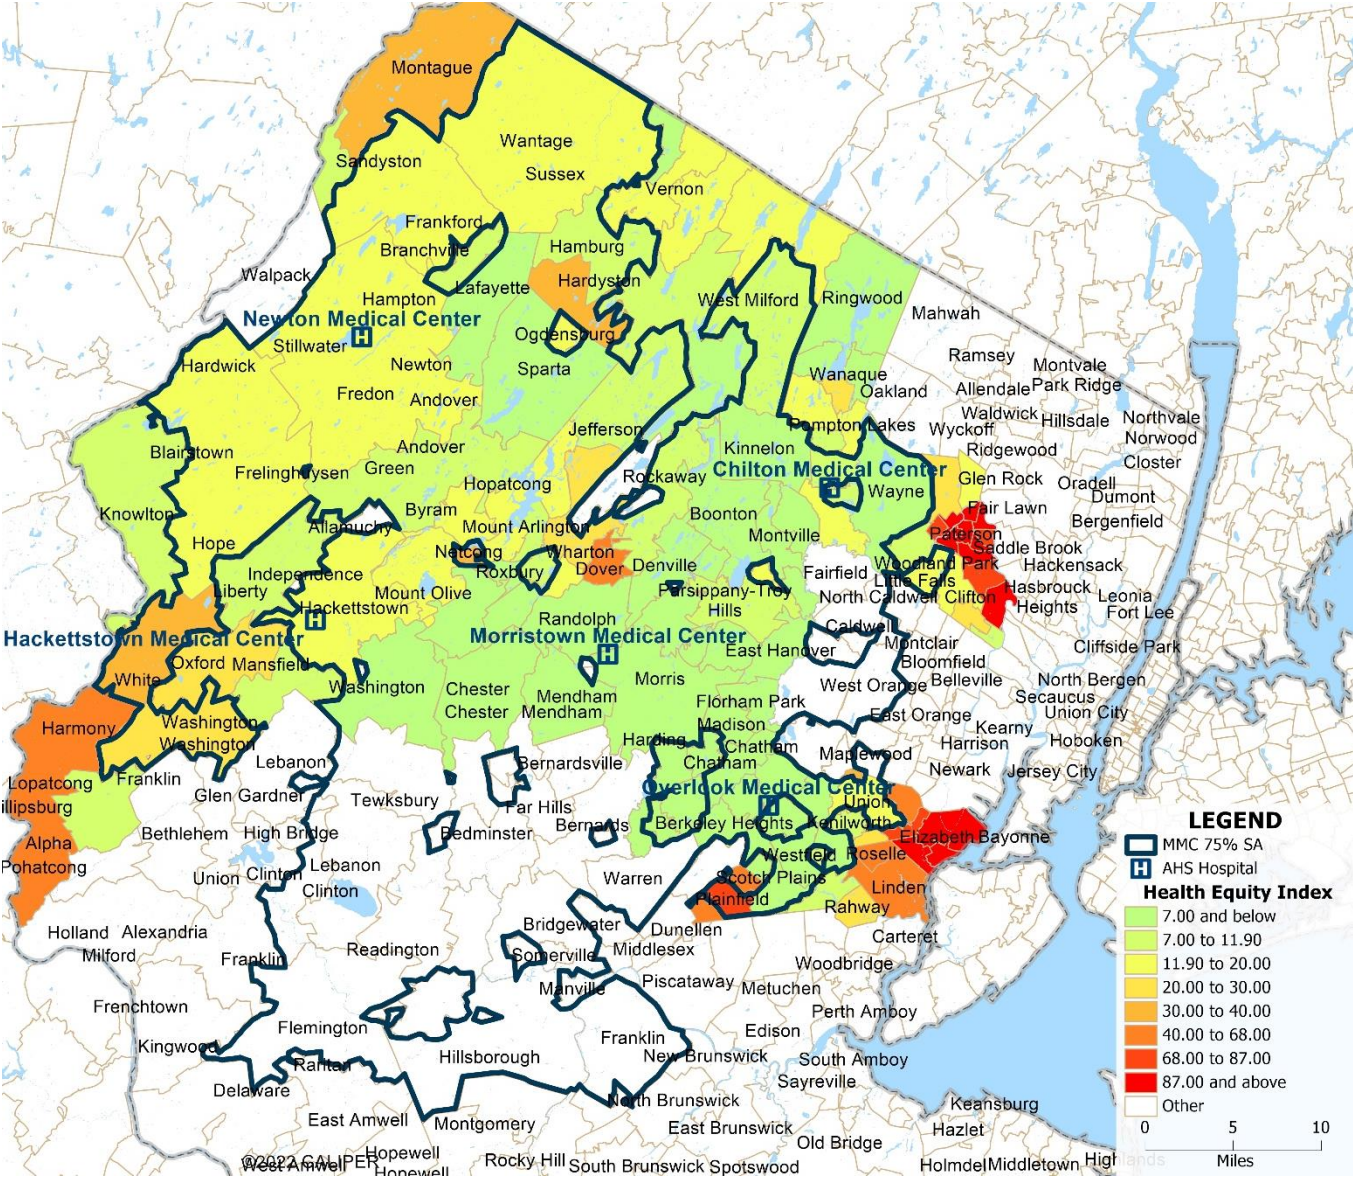 Montague
Wantage
Sandyston
Sussex
Vernon
Frankford
Branchville
Hamburg
Walpack
Hardyston
Lafayette
Hampton
West Milford
Ringwood
Mahwah
Newton Medical Center
H
Ogdensburg
Stillwater
Ramsey
Hardwick
Newton
Sparta
Montvale
Wanaque
Allendale
Park Ridge
Oakland
Fredon
Andover
Waldwick
Hillsdale
Northvale
Jefferson
Pompton Lakes
Wyckoff
Norwood
Andover
Kinnelon
Ridgewood
Blairstown
Closter
Frelinghuysen
Green
Chilton Medical Center
H
Rockaway
Glen Rock
Hopatcong
Oradell
Wayne
Dumont
Knowlton
Byram
Boonton
Fair Lawn
Allamuchy
Mount Arlington
Bergenfield
Montville
Paterson
Hope
Netcong
Wharton
Saddle Brook
Roxbury
Dover
Denville
Woodland Park
Hackensack
Independence
Fairfield
Little Falls
Liberty
Mount Olive
Parsippany-Troy
Hills
North Caldwell
Clifton
Hasbrouck
Heights
Leonia
Hackettstown
Fort Lee
H
Randolph
Caldwell
Hackettstown Medical Center
Morristown Medical Center
H
Montclair
Cliffside Park
East Hanover
Oxford
Mansfield
Bloomfield
White
Washington
Morris
Belleville
North Bergen
Chester
Mendham
West Orange
Secaucus
Chester
Mendham
Florham Park
Union City
Harmony
Washington
Madison
East Orange
Kearny
Washington
Harding
Chatham
Harrison
Hoboken
Lebanon
Chatham
Maplewood
Bernardsville
Newark
Jersey City
Lopatcong
Franklin
Overlook Medical Center
H
illipsburg
Glen Gardner
Tewksbury
Far Hills
Union
Bethlehem
High Bridge
Bedminster
Bernards
Berkeley Heights
Kenilworth
Elizabeth
Bayonne
Alpha
Pohatcong
Lebanon
Westfield
Roselle
Union
Clinton
Warren
Scotch Plains
Clinton
Plainfield
Linden
Rahway
Holland
Alexandria
Bridgewater
Dunellen
Carteret
Milford
Franklin
Readington
Somerville
Middlesex
Woodbridge
Manville
Piscataway
Metuchen
Frenchtown
Perth Amboy
Flemington
Edison
Kingwood
Franklin
Raritan
Hillsborough
New Brunswick
South Amboy
Delaware
Sayreville
North Brunswick
Keansburg
East Amwell
Montgomery
East Brunswick
Hazlet
Old Bridge
©2022 CALIPER
West Amwell
Hopewell
Hopewell
Rocky Hill
South Brunswick
Spotswood
Holmdel
Middletown
Highlands
LEGEND
MMC 75% SA
H AHS Hospital
Health Equity Index
7.00 and below
7.00 to 11.90
11.90 to 20.00
20.00 to 30.00
30.00 to 40.00
40.00 to 68.00
68.00 to 87.00
87.00 and above
Other
0 5 10
Miles